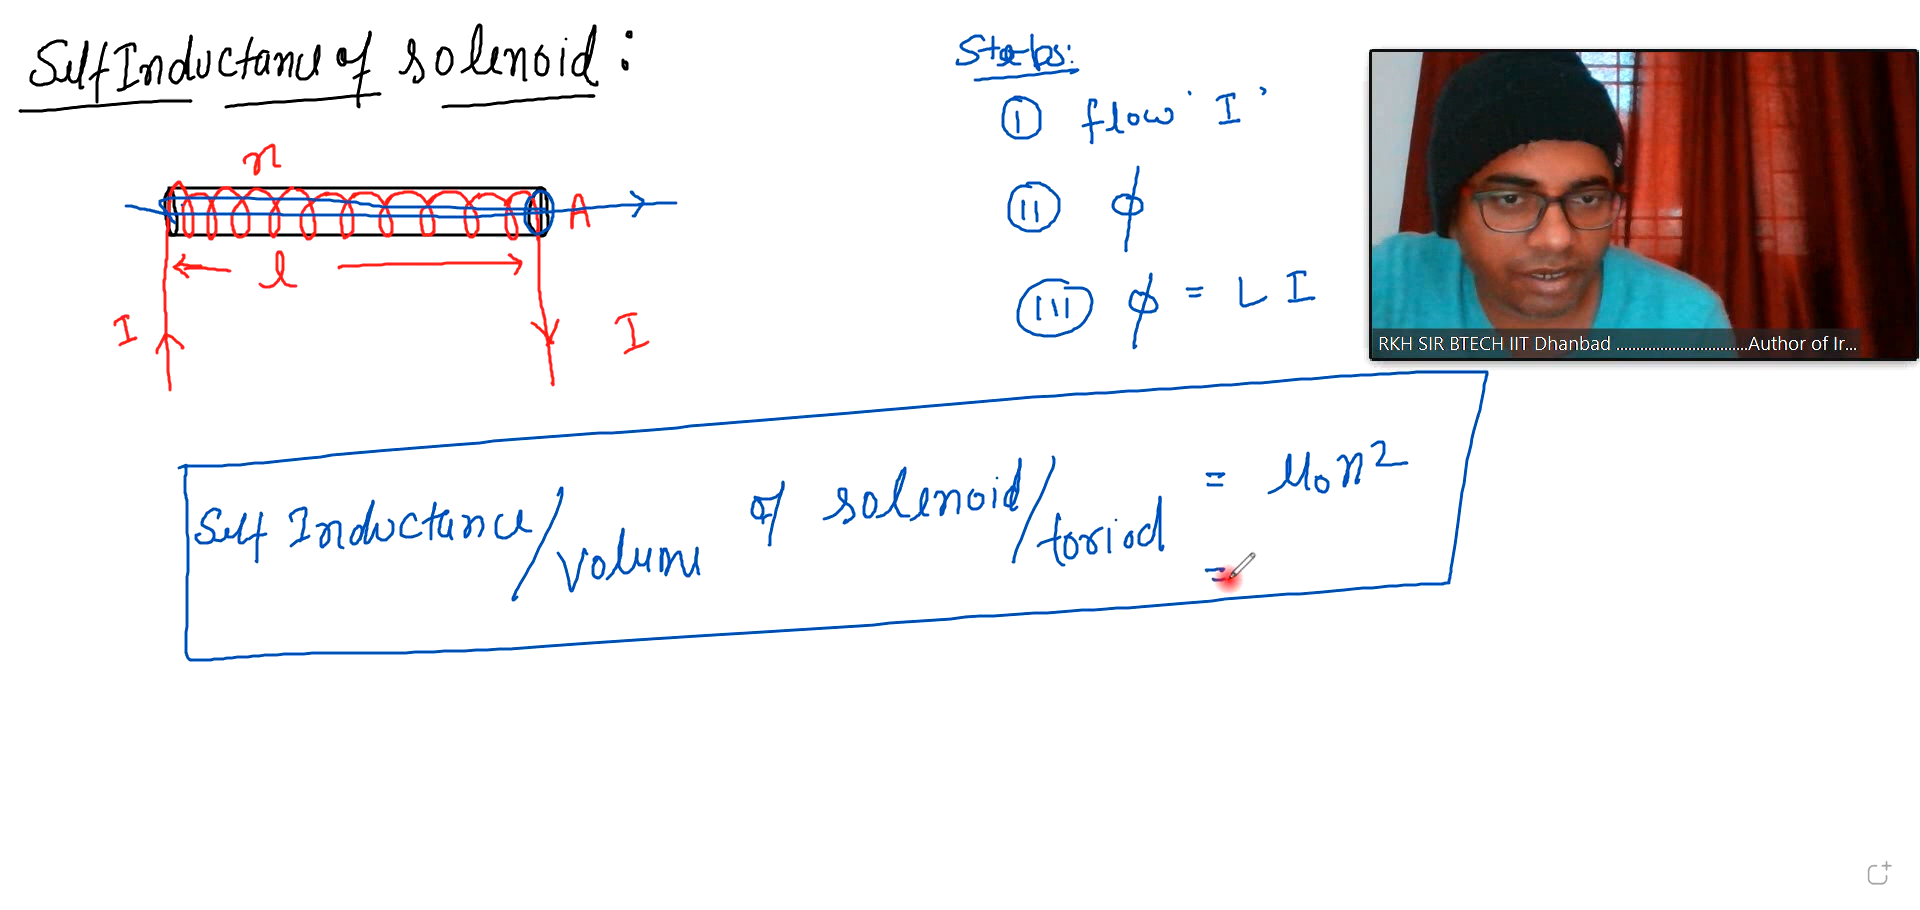 Self Inductance of solenoid :
n
A
l
I
I
Steps:
(I) flow 'I'
(II) ϕ
(III) ϕ = L I
RKH SIR BTECH IIT Dhanbad .................................Author of Ir...
Self Inductance/volume of solenoid/toriod = μ₀n²
=